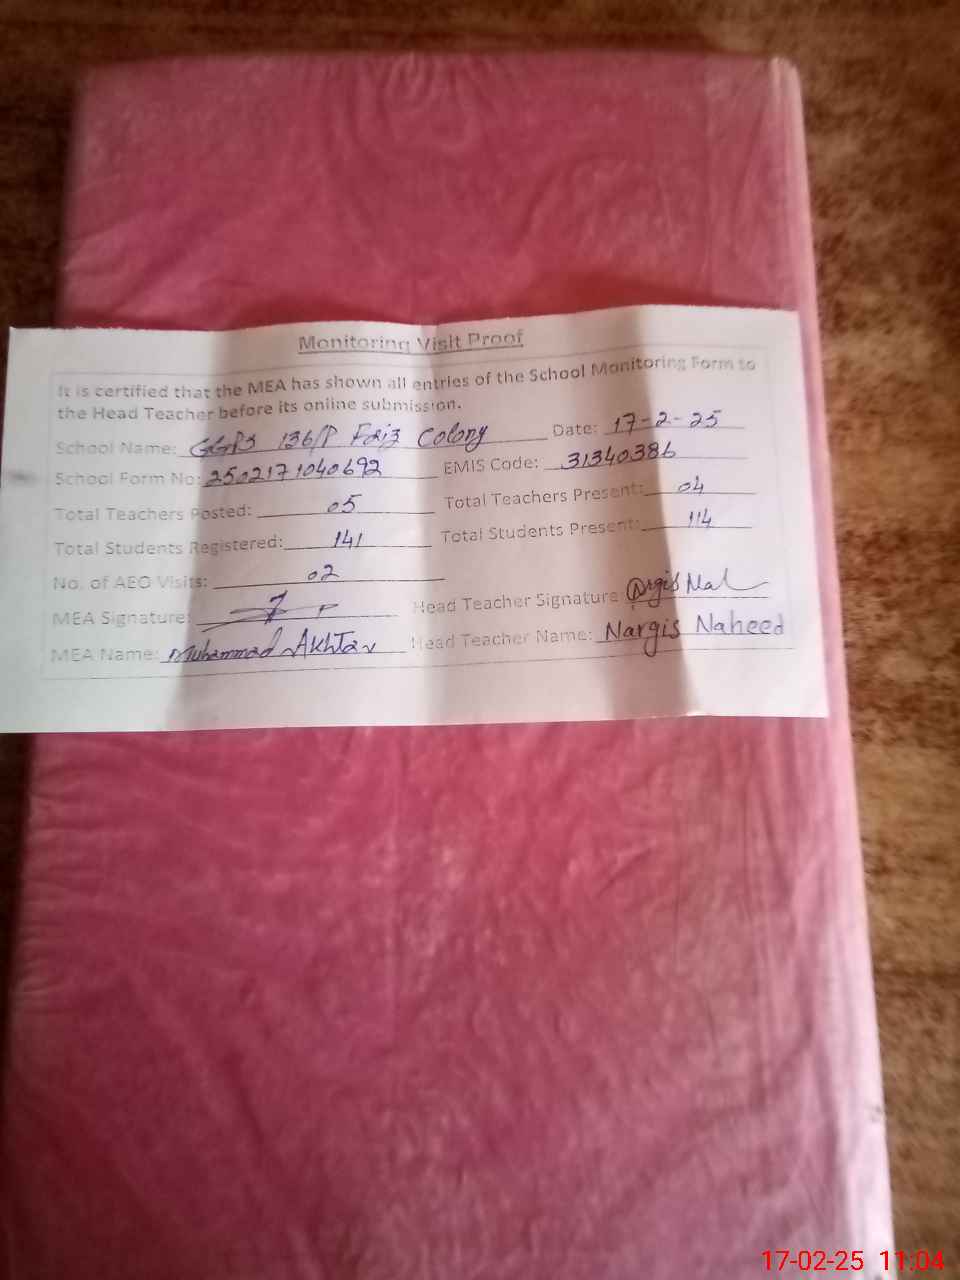 Monitoring Visit Proof
It is certified that the MEA has shown all entries of the School Monitoring Form to
the Head Teacher before its online submission.
School Name: GGPS 136/P Faiz Colony Date: 17-2-25
School Form No: 2502171040692 EMIS Code: 31340386
Total Teachers Posted: 05 Total Teachers Present: 04
Total Students Registered: 141 Total Students Present: 114
No. of AEO Visits: 02
MEA Signature: Head Teacher Signature
MEA Name: Muhammad Akhtar Head Teacher Name: Nargis Naheed
17-02-25 11:04